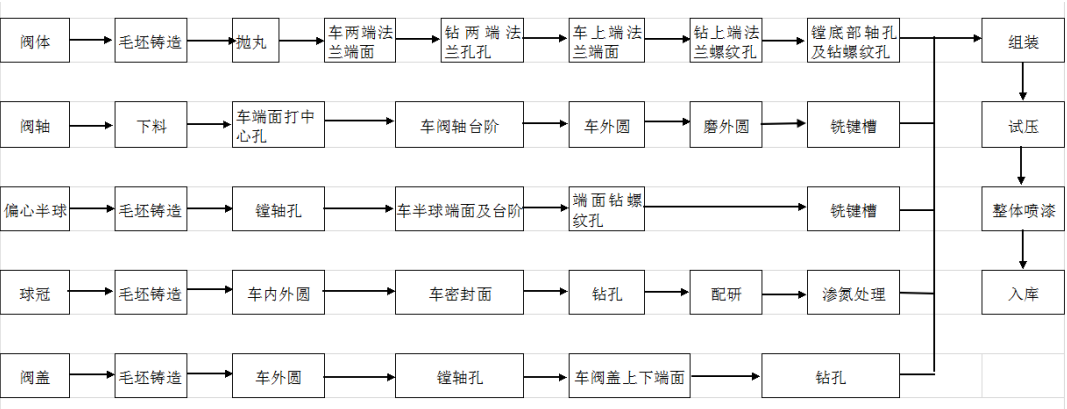 阀体
毛坯铸造
抛丸
车两端法
兰端面
钻两端法
兰孔孔
车上端法
兰端面
钻上端法
兰螺纹孔
镗底部轴孔
及钻螺纹孔
组装
阀轴
下料
车端面打中
心孔
车阀轴台阶
车外圆
磨外圆
铣键槽
试压
偏心半球
毛坯铸造
镗轴孔
车半球端面及台阶
端面钻螺
纹孔
铣键槽
整体喷漆
球冠
毛坯铸造
车内外圆
车密封面
钻孔
配研
渗氮处理
入库
阀盖
毛坯铸造
车外圆
镗轴孔
车阀盖上下端面
钻孔